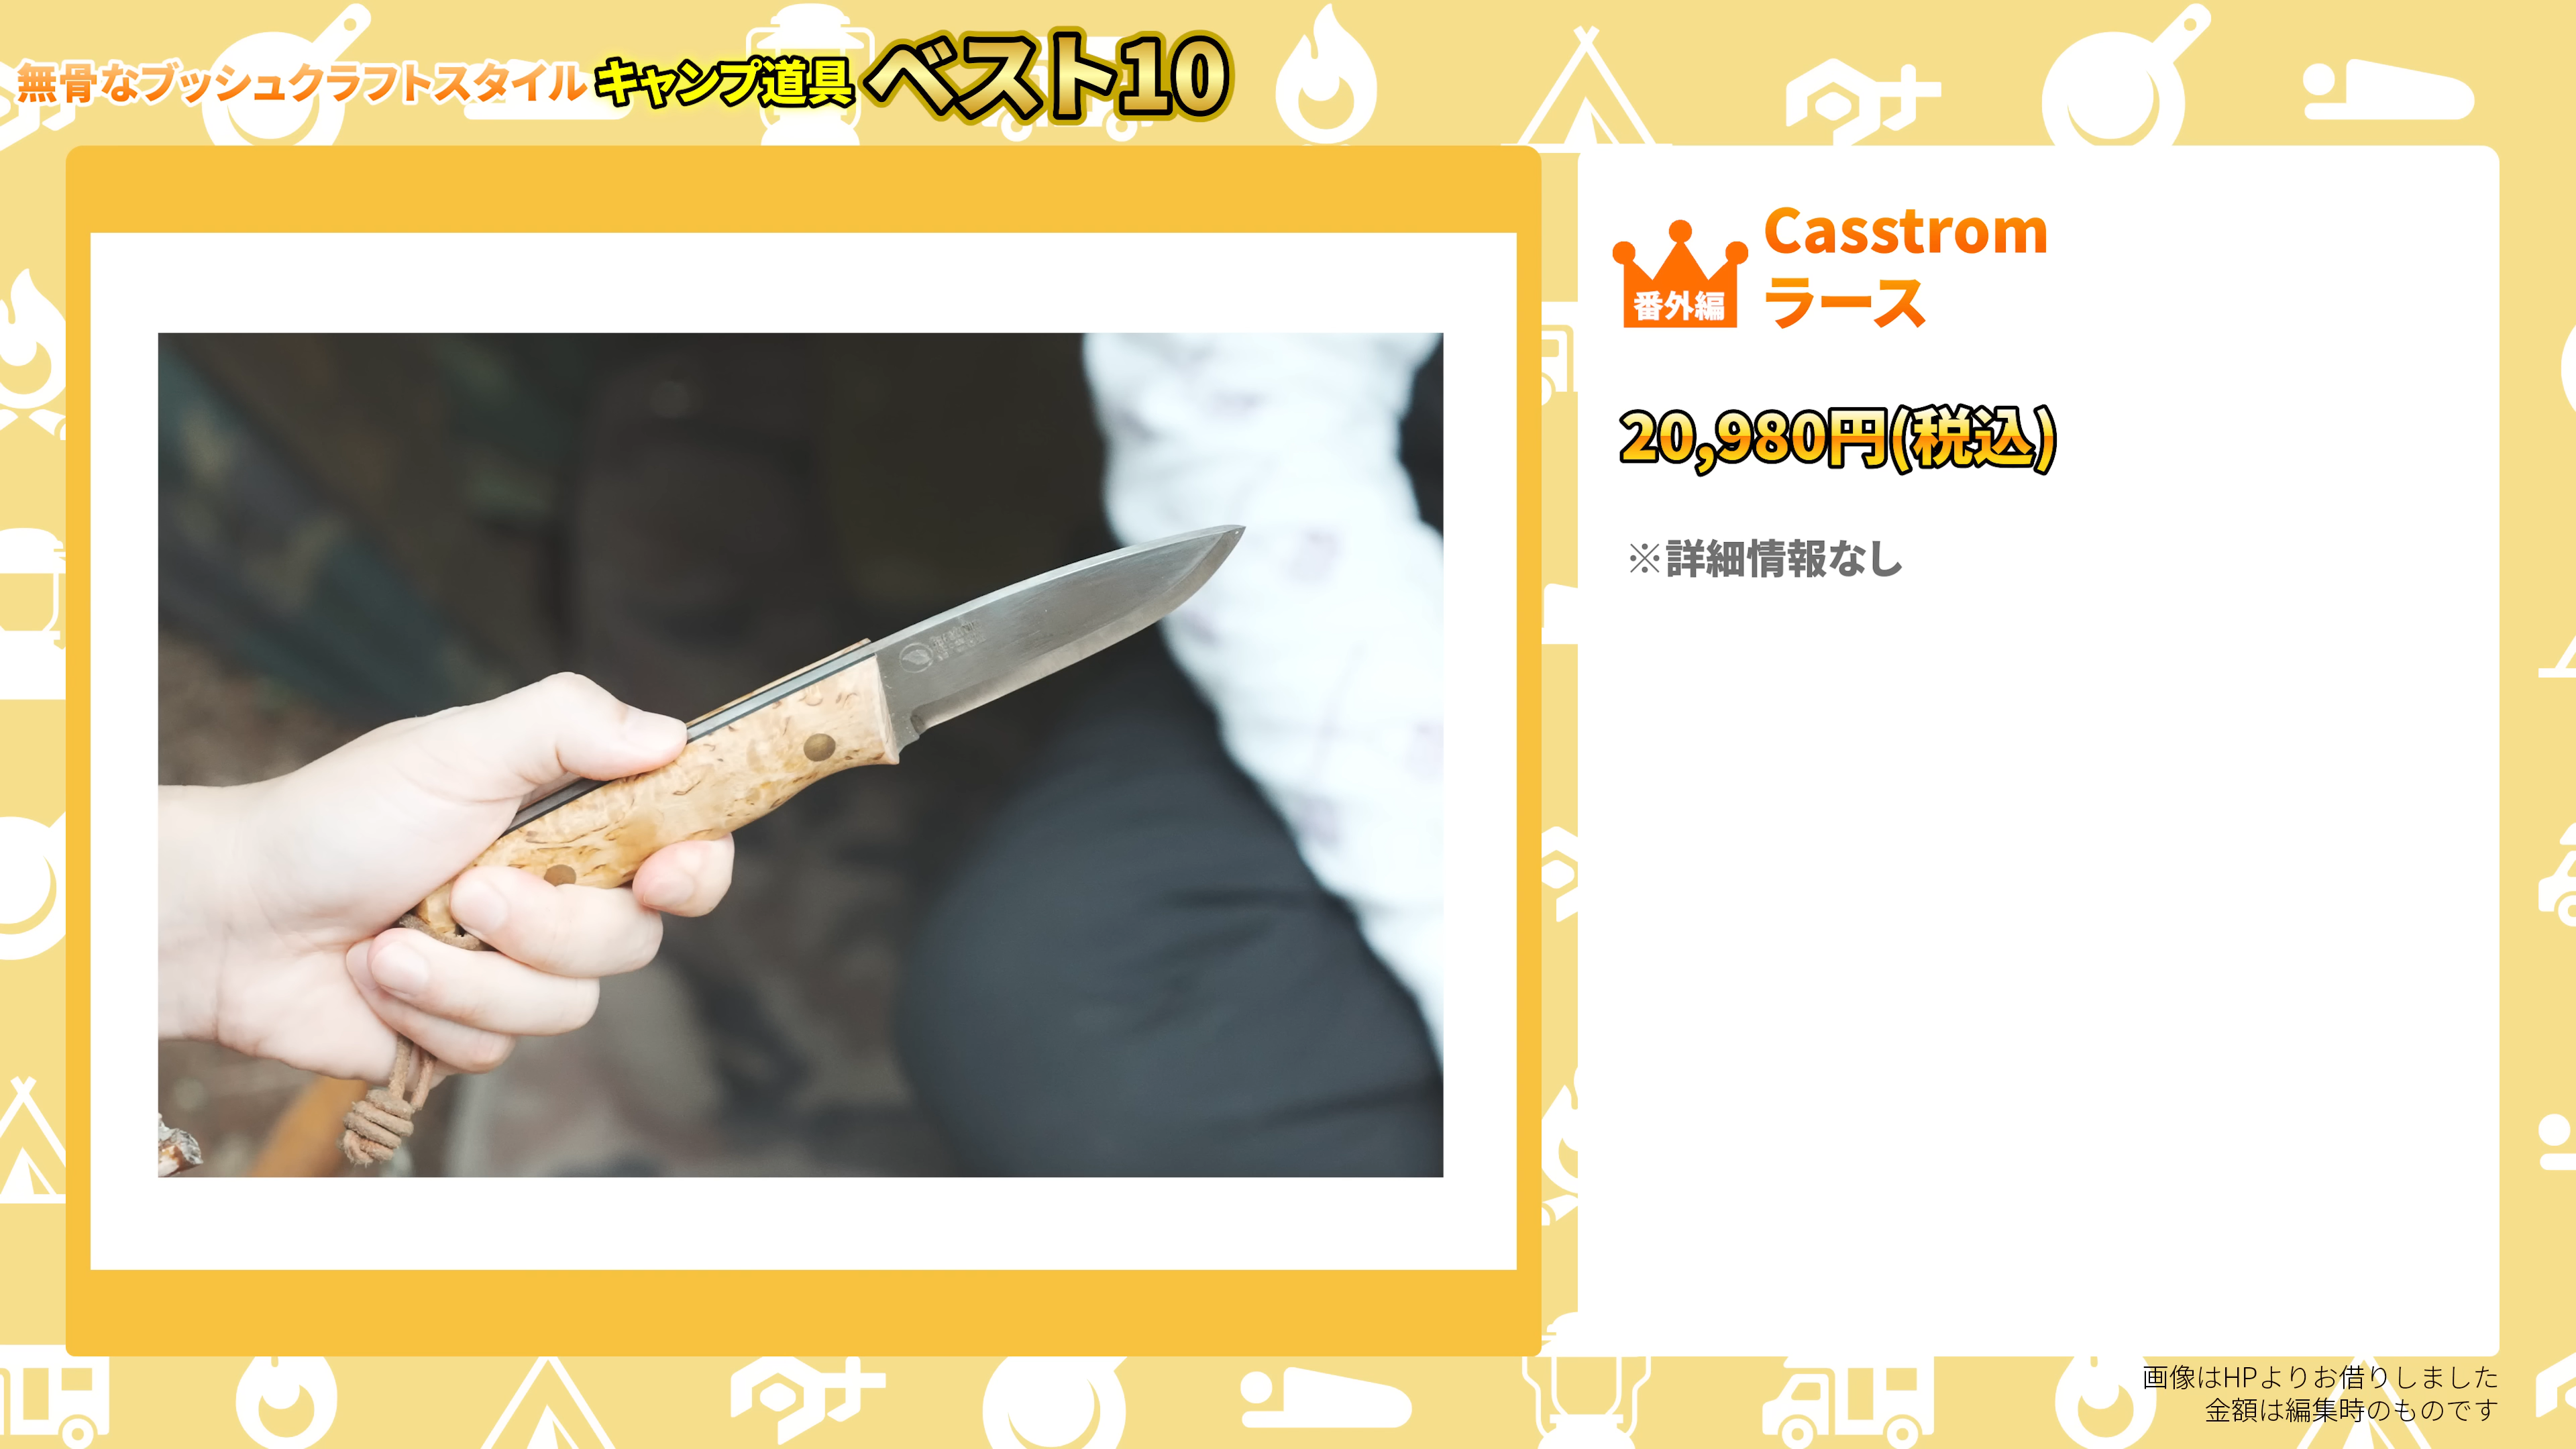 無骨なブッシュクラフトスタイル キャンプ道具 ベスト10
番外編
Casstrom
ラース
20,980円(税込)
※詳細情報なし
画像はHPよりお借りしました
金額は編集時のものです